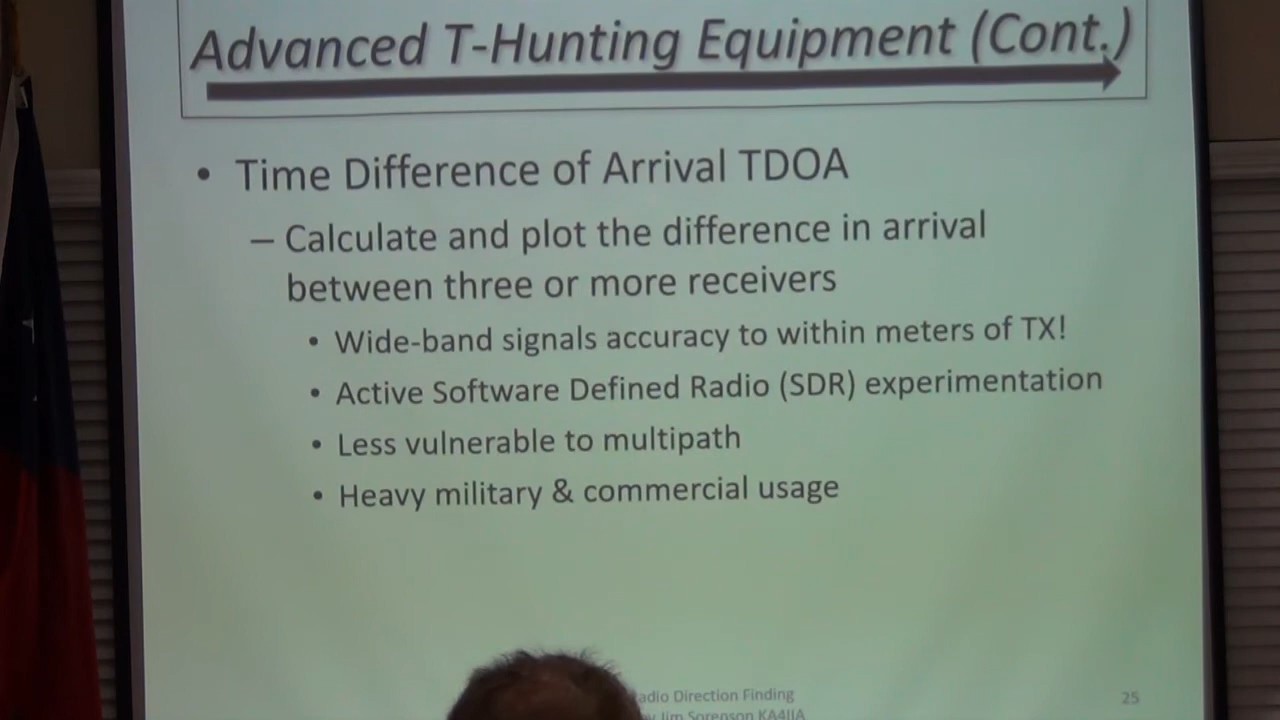 Advanced T-Hunting Equipment (Cont.)
• Time Difference of Arrival TDOA
– Calculate and plot the difference in arrival
between three or more receivers
• Wide-band signals accuracy to within meters of TX!
• Active Software Defined Radio (SDR) experimentation
• Less vulnerable to multipath
• Heavy military & commercial usage
Direction Finding
Jim Sorenson
25